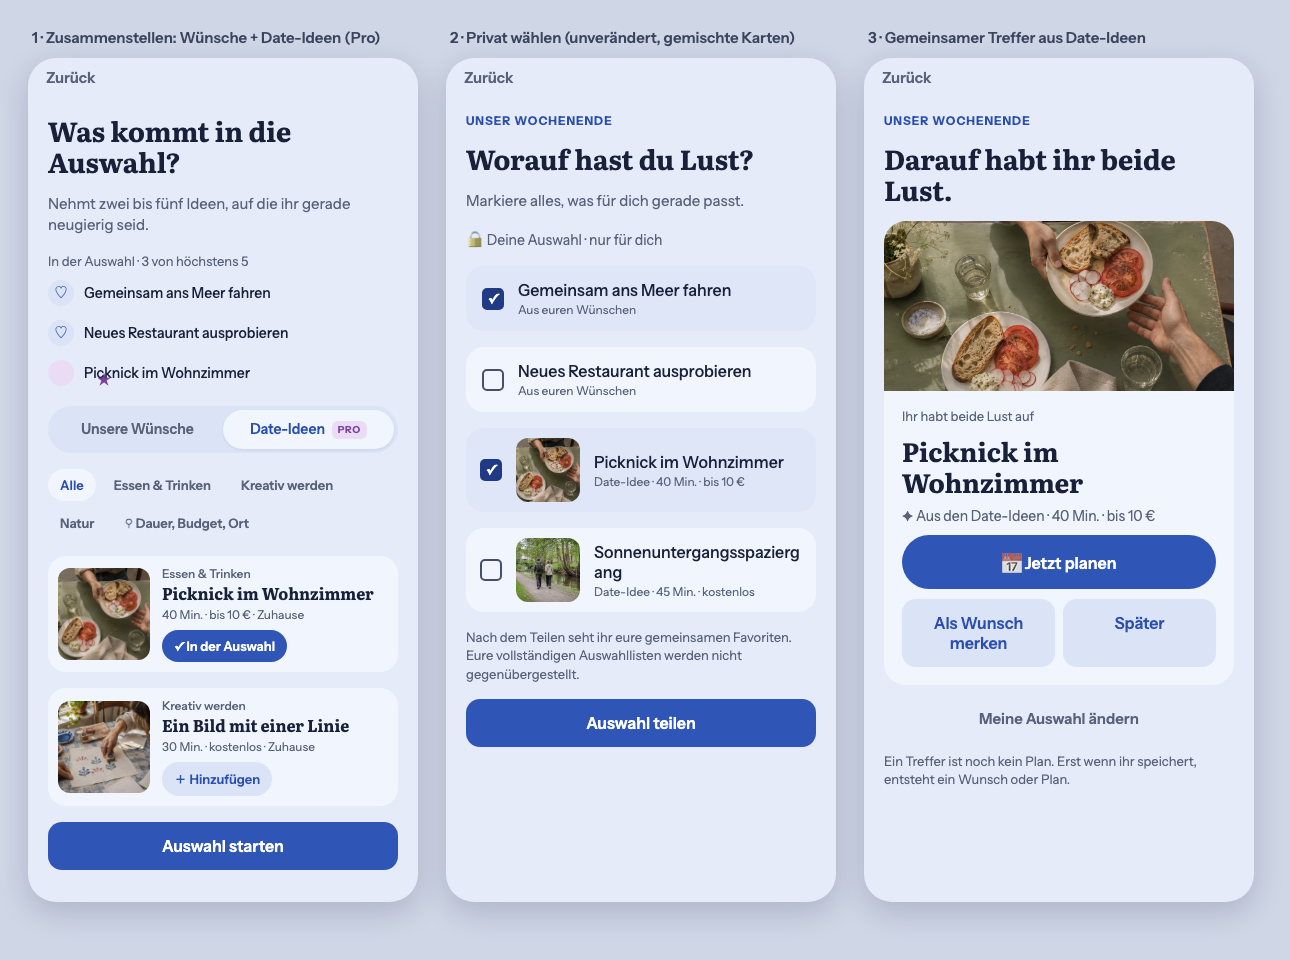 1 · Zusammenstellen: Wünsche + Date-Ideen (Pro)
Zurück
Was kommt in die
Auswahl?
Nehmt zwei bis fünf Ideen, auf die ihr gerade
neugierig seid.
In der Auswahl · 3 von höchstens 5
Gemeinsam ans Meer fahren
Neues Restaurant ausprobieren
Picknick im Wohnzimmer
Unsere Wünsche
Date-Ideen PRO
Alle
Essen & Trinken
Kreativ werden
Natur
Dauer, Budget, Ort
Essen & Trinken
Picknick im Wohnzimmer
40 Min. · bis 10 € · Zuhause
✓ In der Auswahl
Kreativ werden
Ein Bild mit einer Linie
30 Min. · kostenlos · Zuhause
+ Hinzufügen
Auswahl starten
2 · Privat wählen (unverändert, gemischte Karten)
Zurück
UNSER WOCHENENDE
Worauf hast du Lust?
Markiere alles, was für dich gerade passt.
Deine Auswahl · nur für dich
Gemeinsam ans Meer fahren
Aus euren Wünschen
Neues Restaurant ausprobieren
Aus euren Wünschen
Picknick im Wohnzimmer
Date-Idee · 40 Min. · bis 10 €
Sonnenuntergangsspazierg
ang
Date-Idee · 45 Min. · kostenlos
Nach dem Teilen seht ihr eure gemeinsamen Favoriten.
Eure vollständigen Auswahllisten werden nicht
gegenübergestellt.
Auswahl teilen
3 · Gemeinsamer Treffer aus Date-Ideen
Zurück
UNSER WOCHENENDE
Darauf habt ihr beide
Lust.
Ihr habt beide Lust auf
Picknick im
Wohnzimmer
✦ Aus den Date-Ideen · 40 Min. · bis 10 €
📅 Jetzt planen
Als Wunsch
merken
Später
Meine Auswahl ändern
Ein Treffer ist noch kein Plan. Erst wenn ihr speichert,
entsteht ein Wunsch oder Plan.